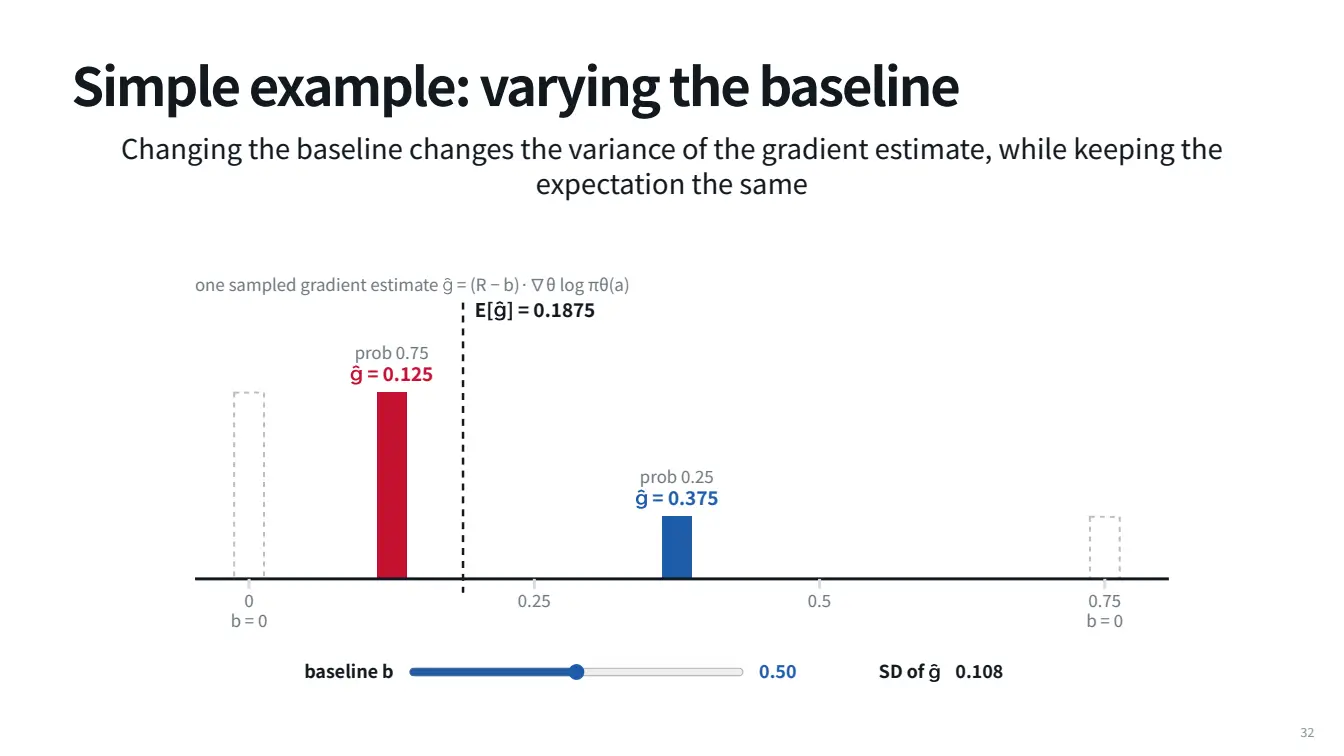 Simple example: varying the baseline
Changing the baseline changes the variance of the gradient estimate, while keeping the
expectation the same
one sampled gradient estimate ĝ = (R − b) · ∇θ log πθ(a)
E[ĝ] = 0.1875
prob 0.75
ĝ = 0.125
prob 0.25
ĝ = 0.375
0 0.25 0.5 0.75
b = 0 b = 0
baseline b 0.50 SD of ĝ 0.108
32